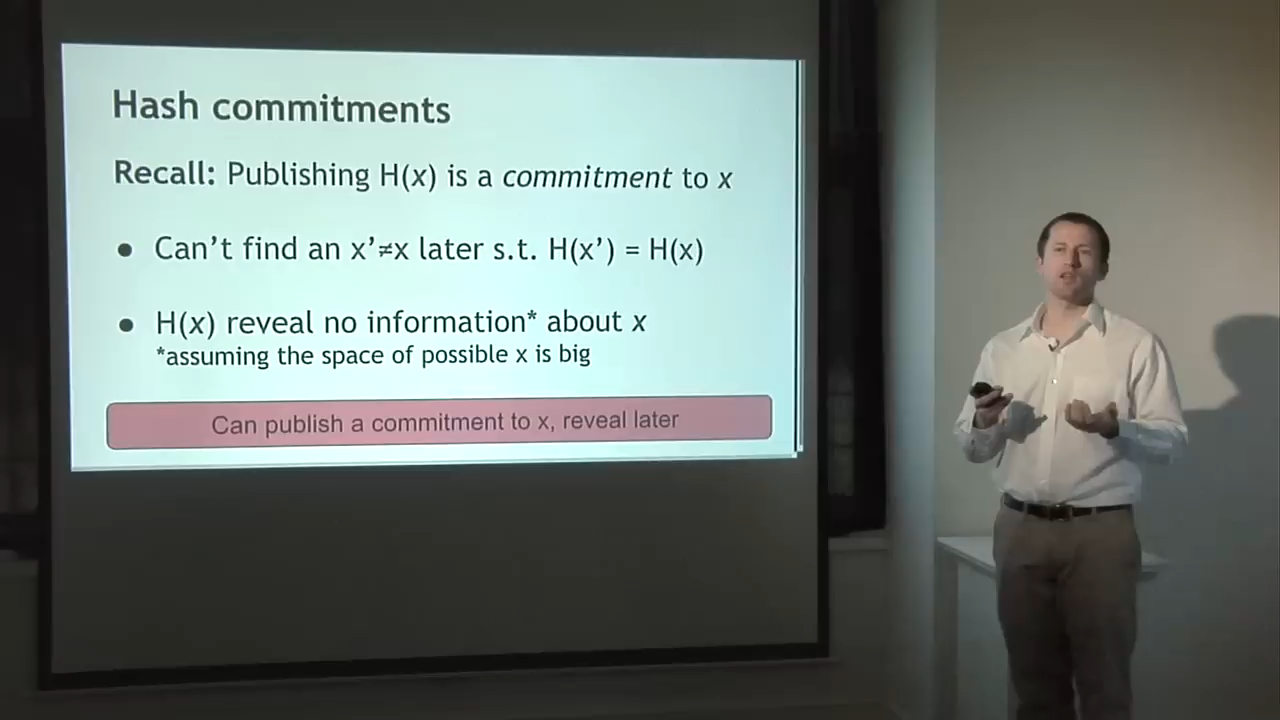 Hash commitments
Recall: Publishing H(x) is a commitment to x
● Can't find an x'≠x later s.t. H(x') = H(x)
● H(x) reveal no information* about x
*assuming the space of possible x is big
Can publish a commitment to x, reveal later